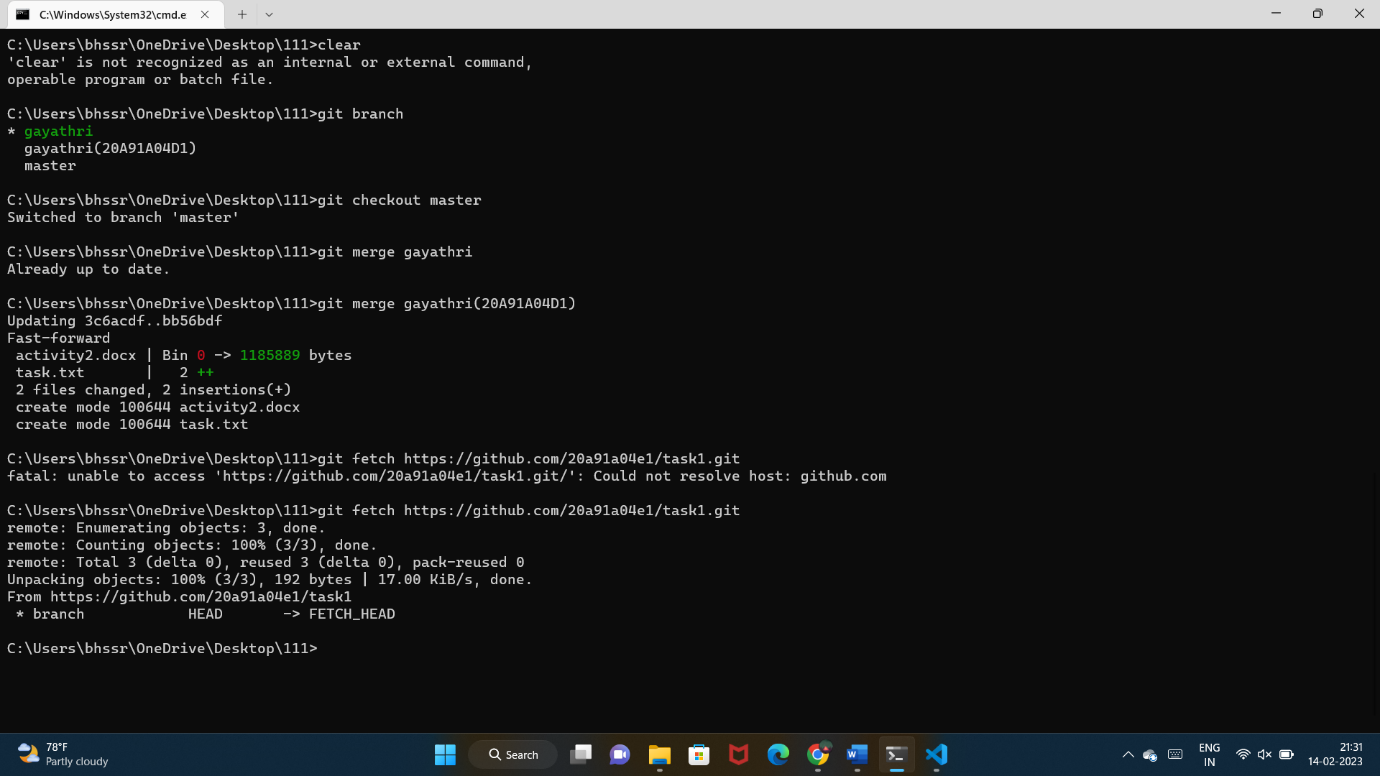 C:\Windows\System32\cmd.e
C:\Users\bhssr\OneDrive\Desktop\111>clear
'clear' is not recognized as an internal or external command,
operable program or batch file.
C:\Users\bhssr\OneDrive\Desktop\111>git branch
* gayathri
gayathri(20A91A04D1)
master
C:\Users\bhssr\OneDrive\Desktop\111>git checkout master
Switched to branch 'master'
C:\Users\bhssr\OneDrive\Desktop\111>git merge gayathri
Already up to date.
C:\Users\bhssr\OneDrive\Desktop\111>git merge gayathri(20A91A04D1)
Updating 3c6acdf..bb56bdf
Fast-forward
activity2.docx | Bin 0 -> 1185889 bytes
task.txt       |   2 ++
2 files changed, 2 insertions(+)
create mode 100644 activity2.docx
create mode 100644 task.txt
C:\Users\bhssr\OneDrive\Desktop\111>git fetch https://github.com/20a91a04e1/task1.git
fatal: unable to access 'https://github.com/20a91a04e1/task1.git/': Could not resolve host: github.com
C:\Users\bhssr\OneDrive\Desktop\111>git fetch https://github.com/20a91a04e1/task1.git
remote: Enumerating objects: 3, done.
remote: Counting objects: 100% (3/3), done.
remote: Total 3 (delta 0), reused 3 (delta 0), pack-reused 0
Unpacking objects: 100% (3/3), 192 bytes | 17.00 KiB/s, done.
From https://github.com/20a91a04e1/task1
* branch            HEAD       -> FETCH_HEAD
C:\Users\bhssr\OneDrive\Desktop\111>
78°F
Partly cloudy
Search
ENG
IN
21:31
14-02-2023